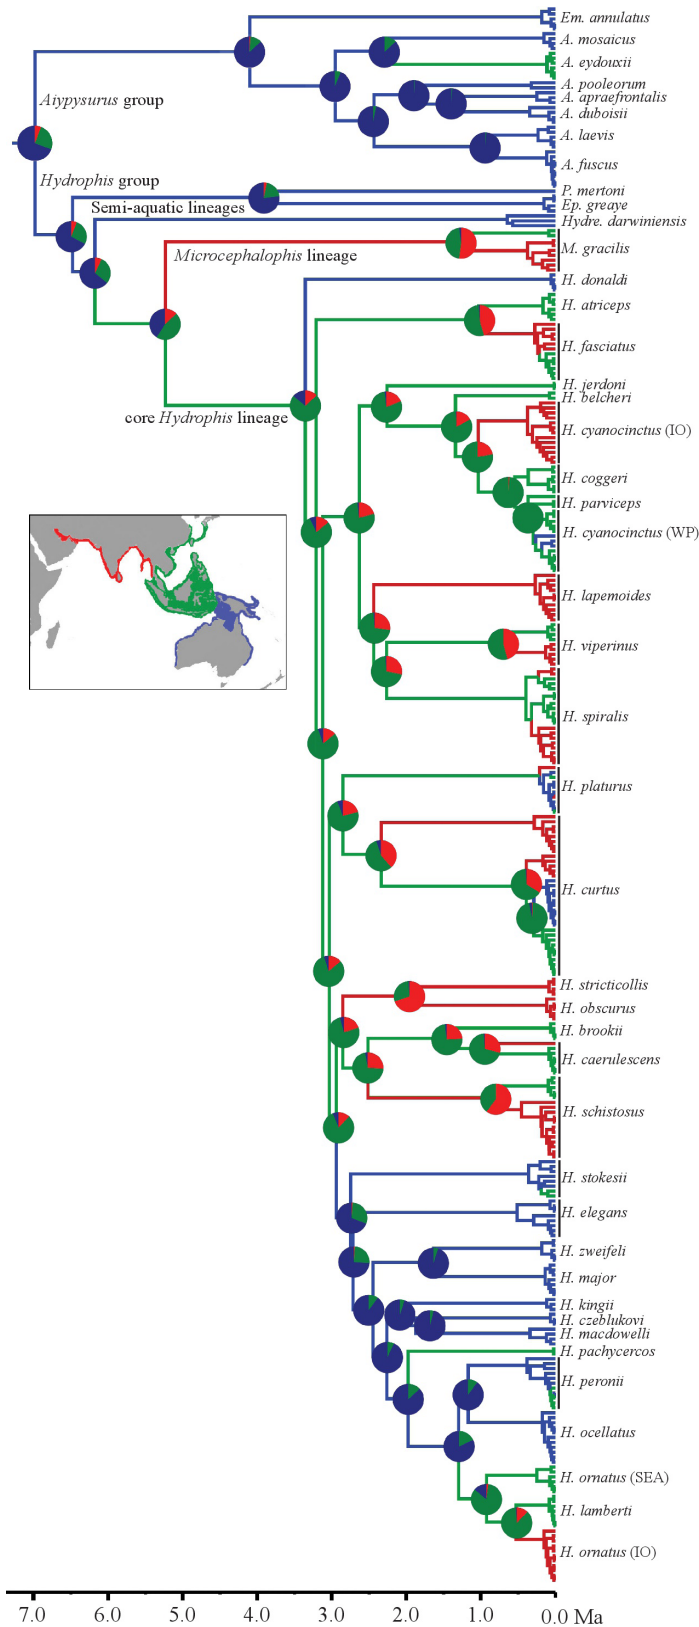 Em. annulatus
A. mosaicus
A. eydouxii
A. pooleorum
A. apraefrontalis
Aiypysurus group
A. duboisii
A. laevis
A. fuscus
Hydrophis group
P. mertoni
Semi-aquatic lineages
Ep. greaye
Hydre. darwiniensis
M. gracilis
Microcephalophis lineage
H. donaldi
H. atriceps
H. fasciatus
H. jerdoni
H. belcheri
core Hydrophis lineage
H. cyanocinctus (IO)
H. coggeri
H. parviceps
H. cyanocinctus (WP)
H. lapemoides
H. viperinus
H. spiralis
H. platurus
H. curtus
H. stricticollis
H. obscurus
H. brookii
H. caerulescens
H. schistosus
H. stokesii
H. elegans
H. zweifeli
H. major
H. kingii
H. czeblukovi
H. macdowelli
H. pachycercos
H. peronii
H. ocellatus
H. ornatus (SEA)
H. lamberti
H. ornatus (IO)
7.0 6.0 5.0 4.0 3.0 2.0 1.0 0.0 Ma